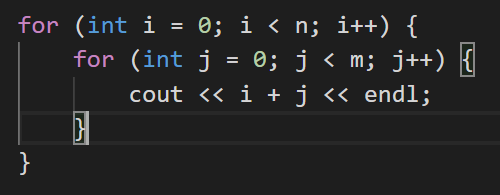 for (int i = 0; i < n; i++) {
    for (int j = 0; j < m; j++) {
        cout << i + j << endl;
    }
}